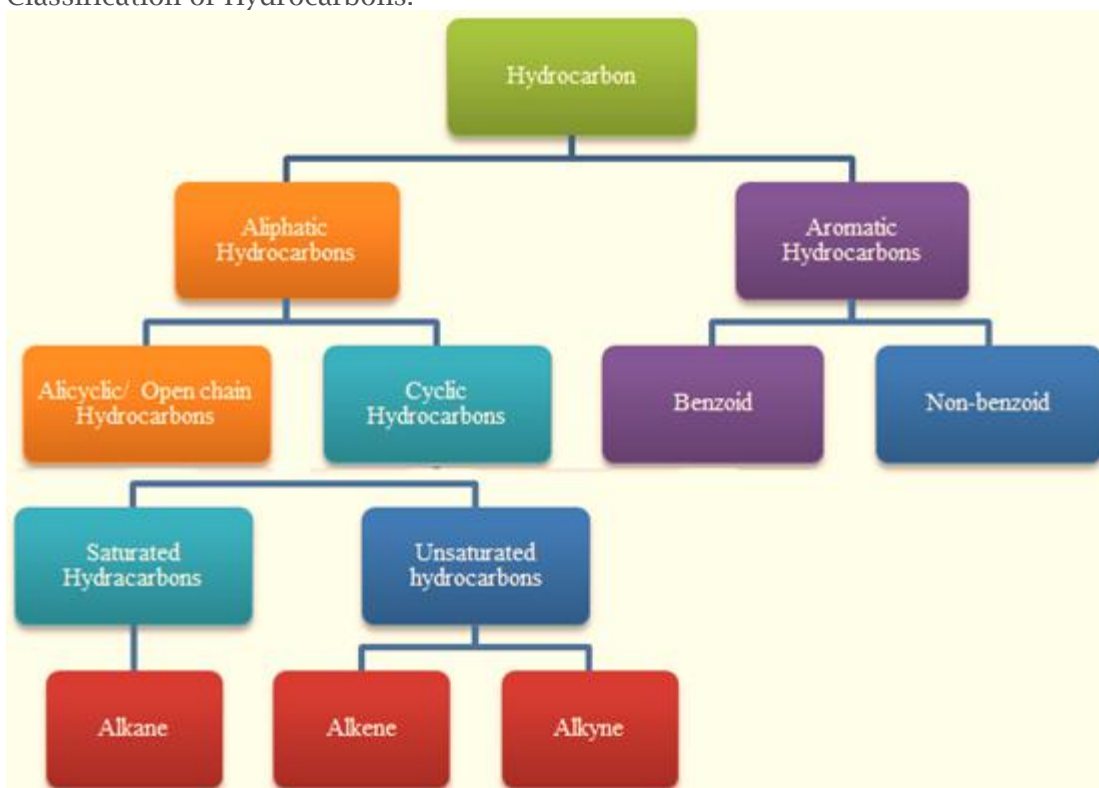 Classification of Hydrocarbons:
Hydrocarbon
Aliphatic
Hydrocarbons
Aromatic
Hydrocarbons
Alicyclic/ Open chain
Hydrocarbons
Cyclic
Hydrocarbons
Benzoid
Non-benzoid
Saturated
Hydracarbons
Unsaturated
hydrocarbons
Alkane
Alkene
Alkyne